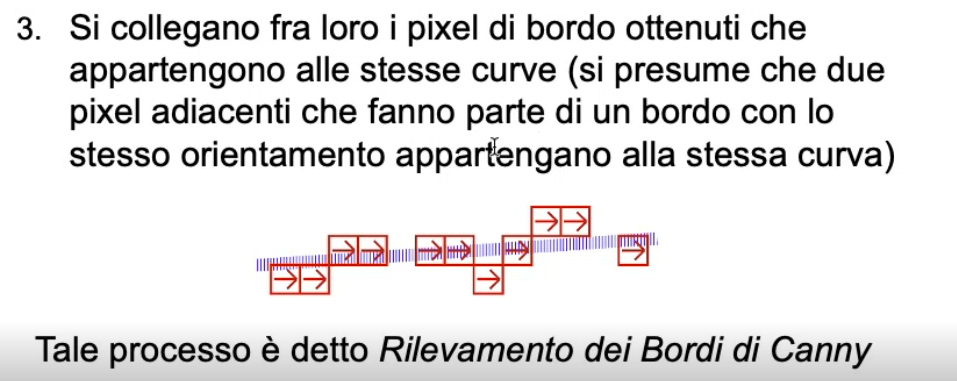 3. Si collegano fra loro i pixel di bordo ottenuti che
appartengono alle stesse curve (si presume che due
pixel adiacenti che fanno parte di un bordo con lo
stesso orientamento appartengano alla stessa curva)
Tale processo è detto Rilevamento dei Bordi di Canny